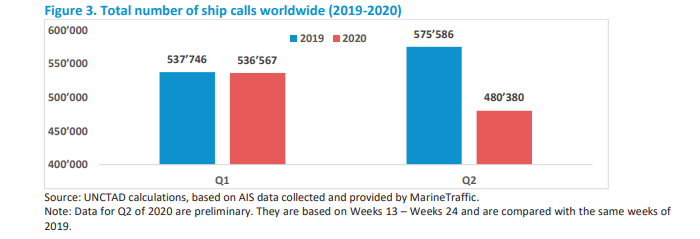 Figure 3. Total number of ship calls worldwide (2019-2020)
600’000
575’586
2019 2020
537’746 536’567
550’000
480’380
500’000
450’000
400’000
Q1 Q2
Source: UNCTAD calculations, based on AIS data collected and provided by MarineTraffic.
Note: Data for Q2 of 2020 are preliminary. They are based on Weeks 13 – Weeks 24 and are compared with the same weeks of
2019.